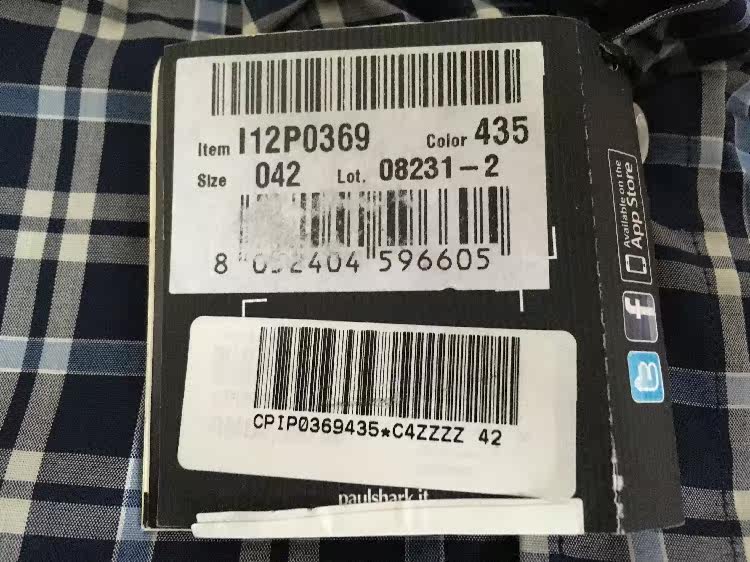 Item I12P0369 Color 435
Size 042 Lot. 08231-2
8 052404 596605
CPIP0369435*C4ZZZZ 42
paulshark.it
Available on the
App Store
f